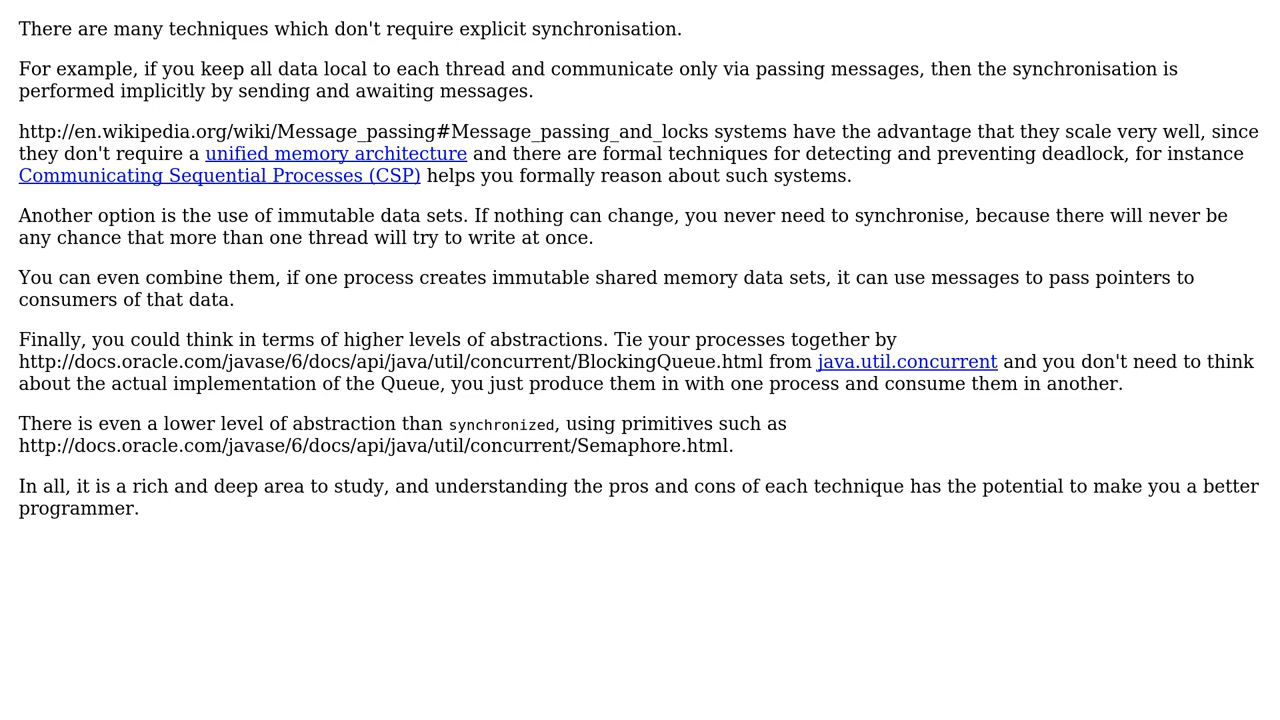 There are many techniques which don't require explicit synchronisation.
For example, if you keep all data local to each thread and communicate only via passing messages, then the synchronisation is
performed implicitly by sending and awaiting messages.
http://en.wikipedia.org/wiki/Message_passing#Message_passing_and_locks systems have the advantage that they scale very well, since
they don't require a unified memory architecture and there are formal techniques for detecting and preventing deadlock, for instance
Communicating Sequential Processes (CSP) helps you formally reason about such systems.
Another option is the use of immutable data sets. If nothing can change, you never need to synchronise, because there will never be
any chance that more than one thread will try to write at once.
You can even combine them, if one process creates immutable shared memory data sets, it can use messages to pass pointers to
consumers of that data.
Finally, you could think in terms of higher levels of abstractions. Tie your processes together by
http://docs.oracle.com/javase/6/docs/api/java/util/concurrent/BlockingQueue.html from java.util.concurrent and you don't need to think
about the actual implementation of the Queue, you just produce them in with one process and consume them in another.
There is even a lower level of abstraction than synchronized, using primitives such as
http://docs.oracle.com/javase/6/docs/api/java/util/concurrent/Semaphore.html.
In all, it is a rich and deep area to study, and understanding the pros and cons of each technique has the potential to make you a better
programmer.